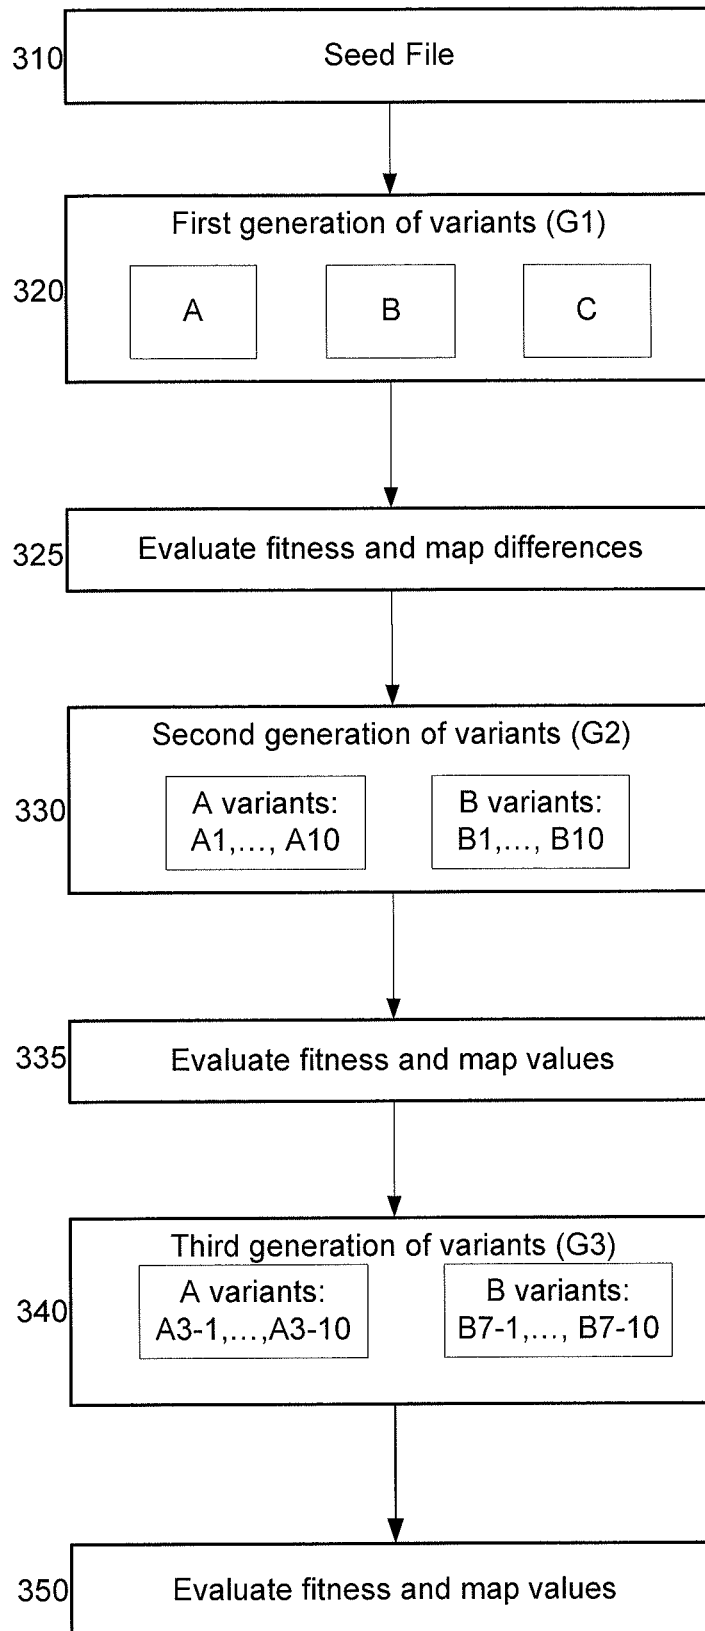 310
Seed File
First generation of variants (G1)
320
A
B
C
325
Evaluate fitness and map differences
Second generation of variants (G2)
330
A variants:
A1,..., A10
B variants:
B1,..., B10
335
Evaluate fitness and map values
Third generation of variants (G3)
340
A variants:
A3-1,...,A3-10
B variants:
B7-1,..., B7-10
350
Evaluate fitness and map values